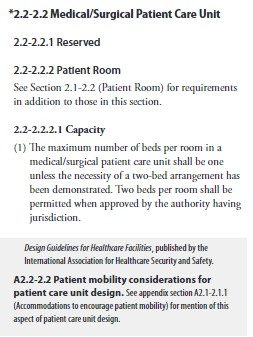 *2.2-2.2 Medical/Surgical Patient Care Unit
2.2-2.2.1 Reserved
2.2-2.2.2 Patient Room
See Section 2.1-2.2 (Patient Room) for requirements
in addition to those in this section.
2.2-2.2.2.1 Capacity
(1) The maximum number of beds per room in a
medical/surgical patient care unit shall be one
unless the necessity of a two-bed arrangement has
been demonstrated. Two beds per room shall be
permitted when approved by the authority having
jurisdiction.
Design Guidelines for Healthcare Facilities, published by the
International Association for Healthcare Security and Safety.
A2.2-2.2 Patient mobility considerations for
patient care unit design. See appendix section A2.1-2.1.1
(Accommodations to encourage patient mobility) for mention of this
aspect of patient care unit design.